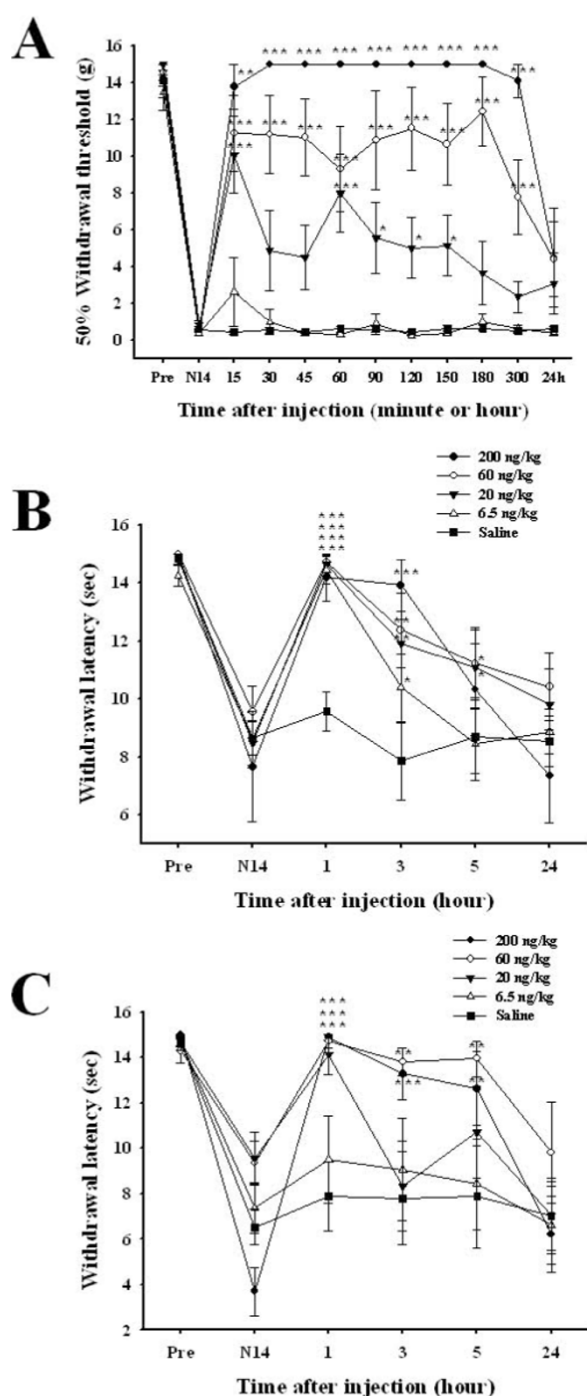 A
50% Withdrawal threshold (g)
16
14
12
10
8
6
4
2
0
** *** *** *** *** *** *** *** ***
*** *** *** *** *** *** *** *** ***
*** *** * * *
Pre N14 15 30 45 60 90 120 150 180 300 24h
Time after injection (minute or hour)
B
200 ng/kg
60 ng/kg
20 ng/kg
6.5 ng/kg
Saline
Withdrawal latency (sec)
16
14
12
10
8
6
***
***
***
***
***
**
**
*
*
*
Pre N14 1 3 5 24
Time after injection (hour)
C
200 ng/kg
60 ng/kg
20 ng/kg
6.5 ng/kg
Saline
Withdrawal latency (sec)
16
14
12
10
8
6
4
2
***
***
***
** **
*** **
Pre N14 1 3 5 24
Time after injection (hour)